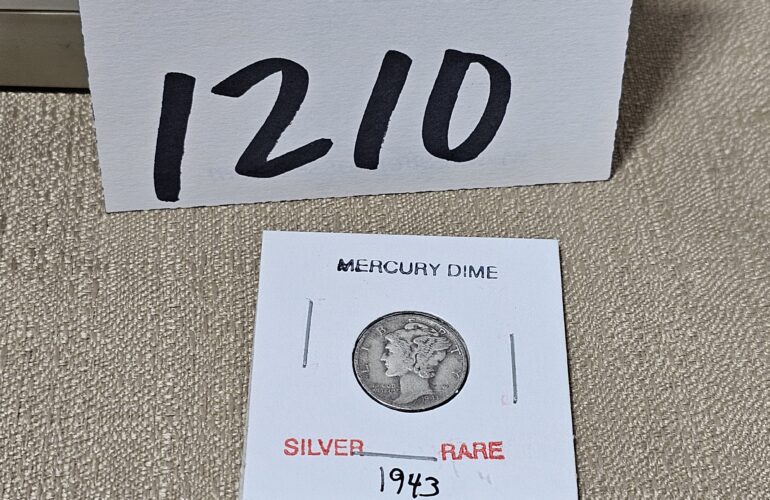 1210
MERCURY DIME
SILVER RARE
1943